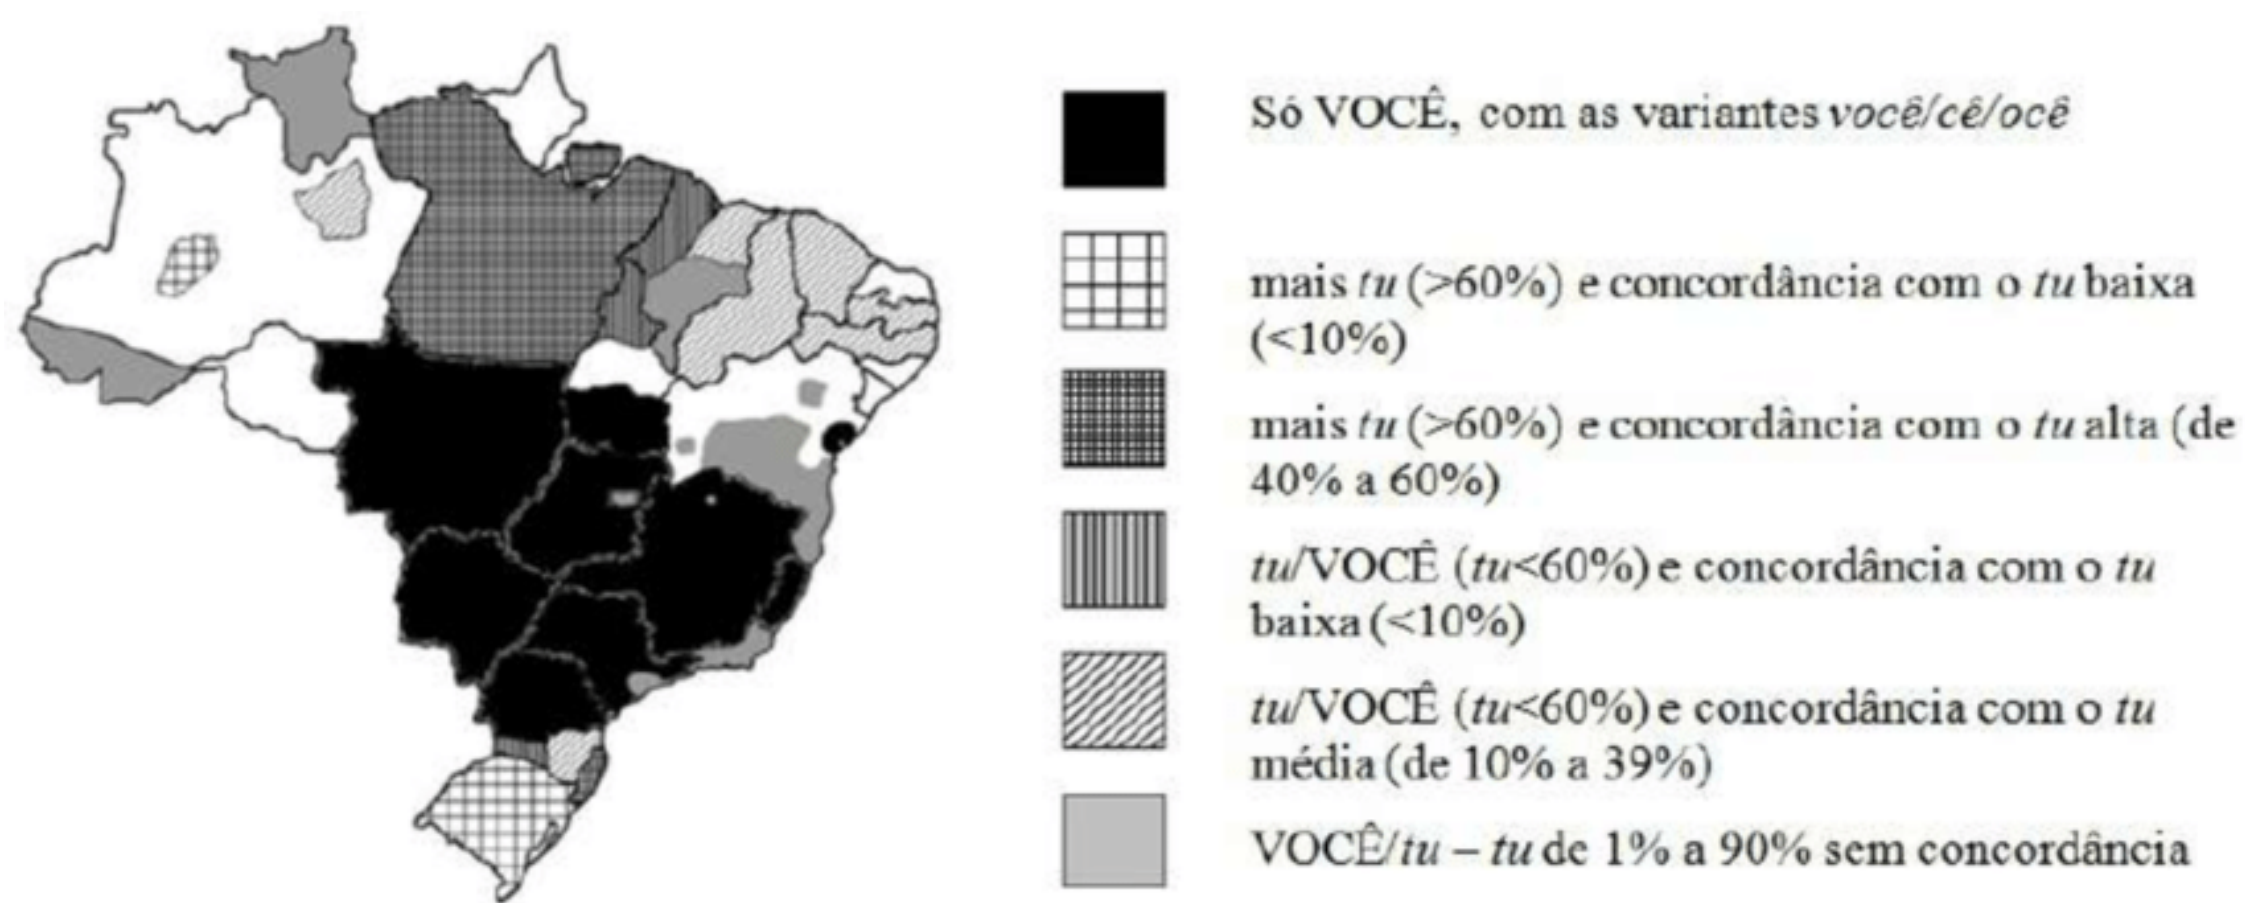 Só VOCÊ, com as variantes você/cê/ocê
mais tu (>60%) e concordância com o tu baixa
(<10%)
mais tu (>60%) e concordância com o tu alta (de
40% a 60%)
tu/VOCÊ (tu<60%) e concordância com o tu
baixa (<10%)
tu/VOCÊ (tu<60%) e concordância com o tu
média (de 10% a 39%)
VOCÊ/tu – tu de 1% a 90% sem concordância